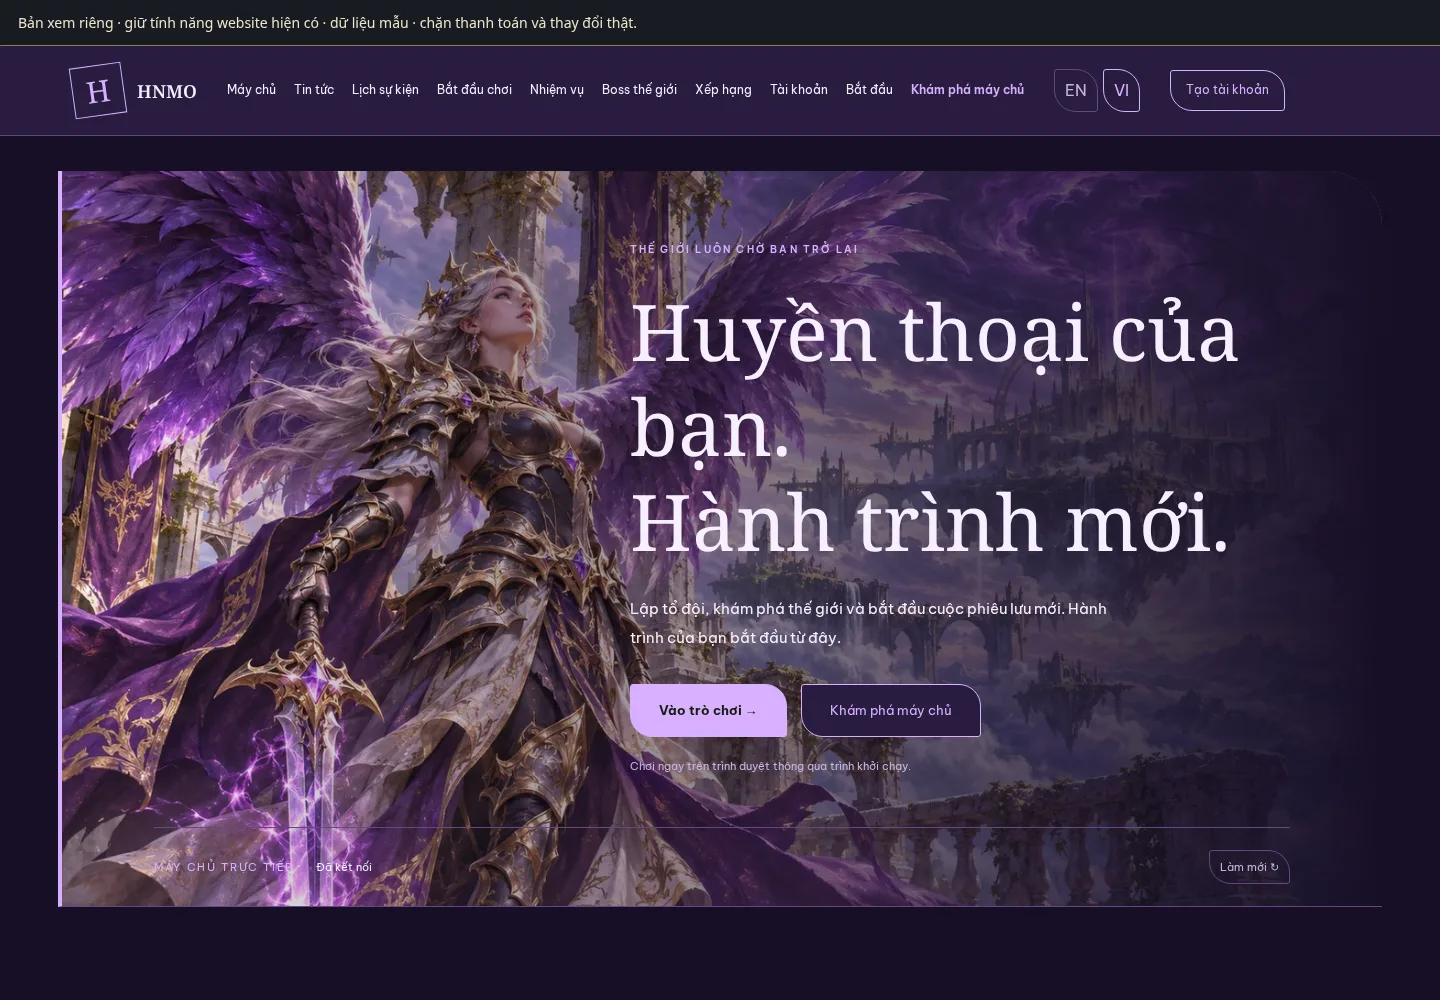 Bản xem riêng · giữ tính năng website hiện có · dữ liệu mẫu · chặn thanh toán và thay đổi thật.
H HNMO Máy chủ Tin tức Lịch sự kiện Bắt đầu chơi Nhiệm vụ Boss thế giới Xếp hạng Tài khoản Bắt đầu Khám phá máy chủ EN VI Tạo tài khoản
THẾ GIỚI LUÔN CHỜ BẠN TRỞ LẠI
Huyền thoại của
bạn.
Hành trình mới.
Lập tổ đội, khám phá thế giới và bắt đầu cuộc phiêu lưu mới. Hành
trình của bạn bắt đầu từ đây.
Vào trò chơi → Khám phá máy chủ
Chơi ngay trên trình duyệt thông qua trình khởi chạy.
MÁY CHỦ TRỰC TIẾP Đã kết nối Làm mới ↻